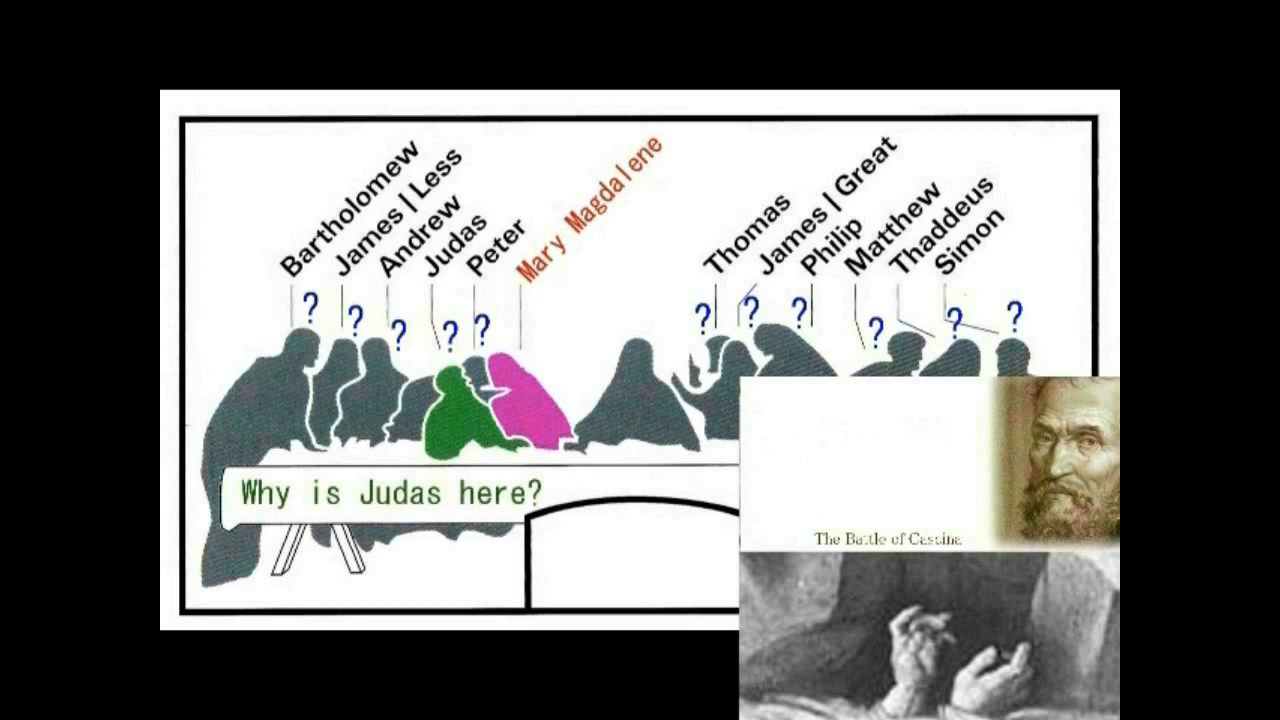 Bartholomew
James | Less
Andrew
Judas
Peter
Mary Magdalene
Thomas
James | Great
Philip
Matthew
Thaddeus
Simon
? ? ? ? ? ? ? ? ? ? ?
Why is Judas here?
The Battle of Cascina